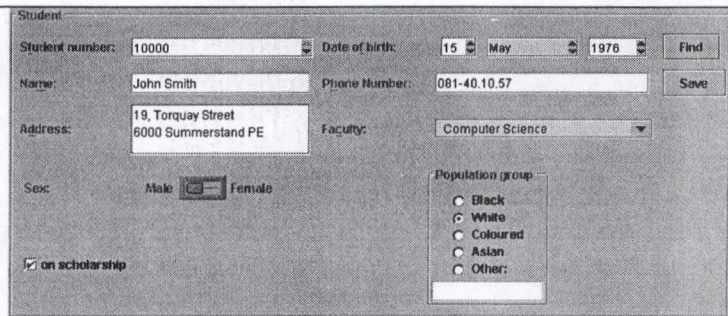 Student
Student number: 10000 Date of birth: 15 May 1976 Find
Name: John Smith Phone Number: 081-40.10.57 Save
Address: 19, Torquay Street
6000 Summerstand PE
Faculty: Computer Science
Sex: Male Female
Population group
Black
White
Coloured
Asian
Other:
on scholarship